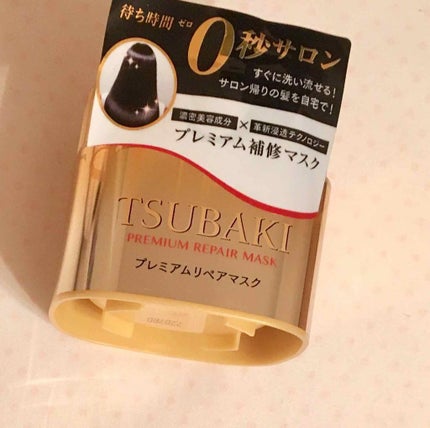 待ち時間 ゼロ 0秒サロン
すぐに洗い流せる!
サロン帰りの髪を自宅で!
濃密美容成分 × 革新浸透テクノロジー
プレミアム補修マスク
TSUBAKI
PREMIUM REPAIR MASK
プレミアムリペアマスク